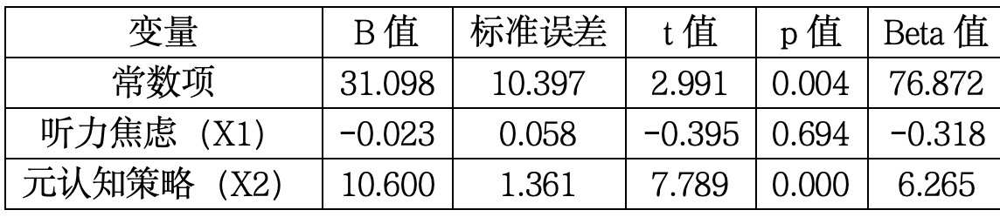 变量 B 值 标准误差 t 值 p 值 Beta 值
常数项 31.098 10.397 2.991 0.004 76.872
听力焦虑（X1） -0.023 0.058 -0.395 0.694 -0.318
元认知策略（X2） 10.600 1.361 7.789 0.000 6.265